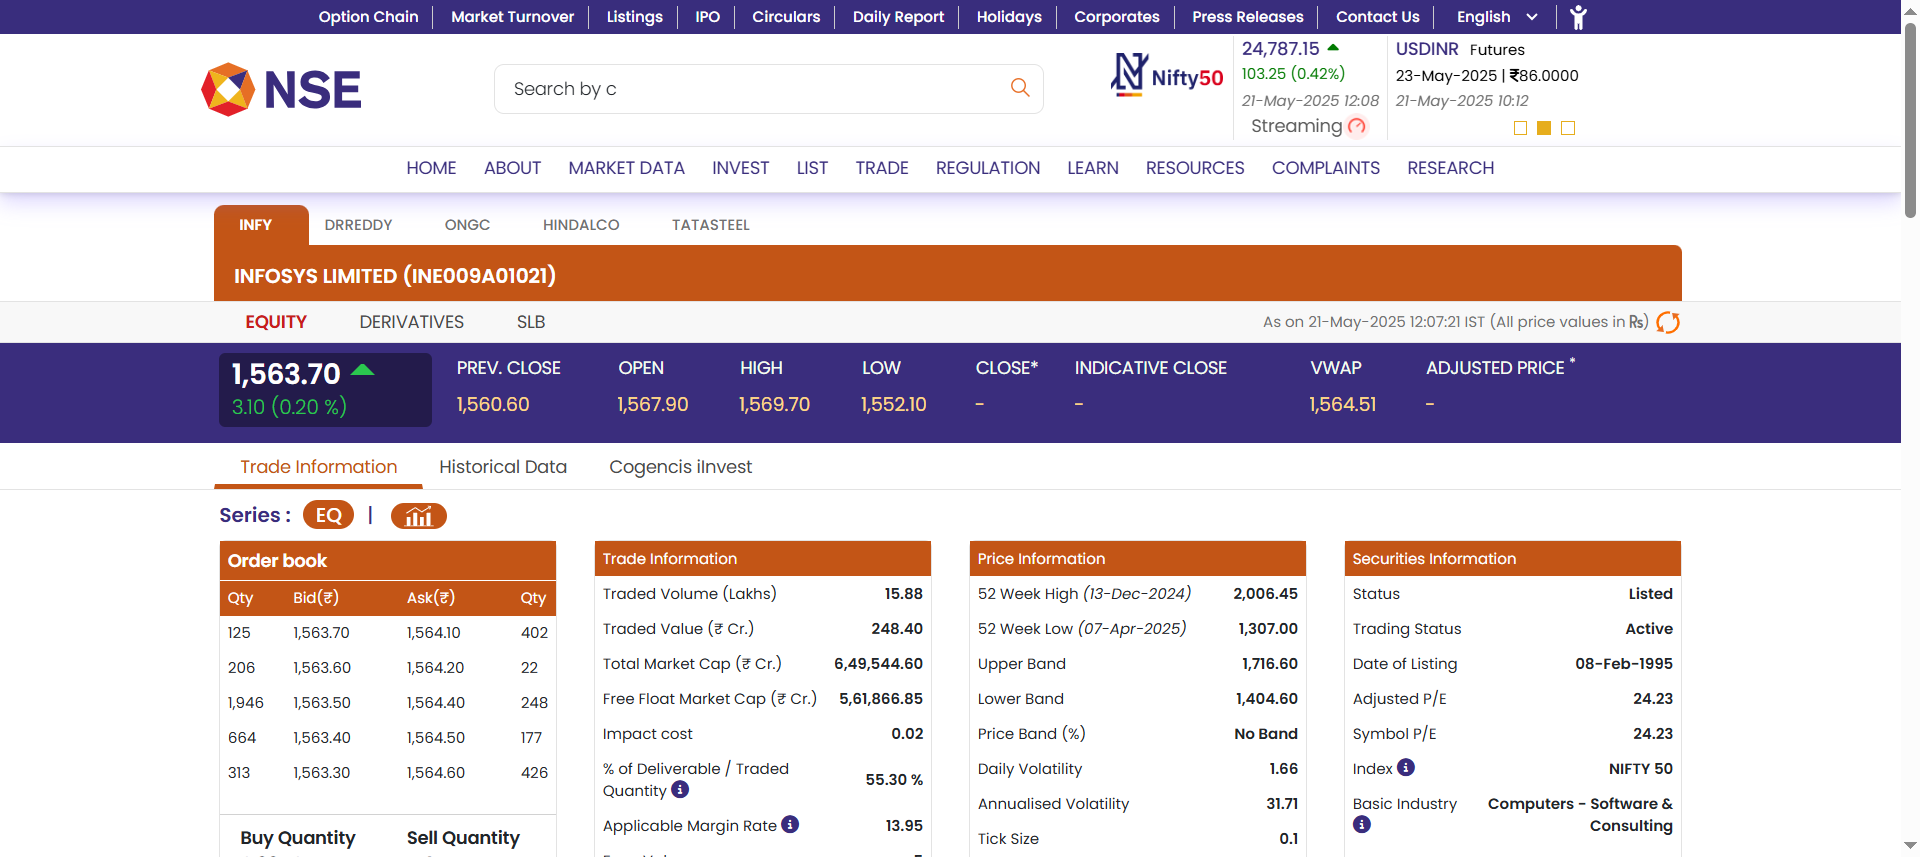 Option Chain Market Turnover Listings IPO Circulars Daily Report Holidays Corporates Press Releases Contact Us English
NSE
Search by c
Nifty50
24,787.15
103.25 (0.42%)
21-May-2025 12:08
Streaming
USDINR Futures
23-May-2025 | ₹86.0000
21-May-2025 10:12
HOME ABOUT MARKET DATA INVEST LIST TRADE REGULATION LEARN RESOURCES COMPLAINTS RESEARCH
INFY DRREDDY ONGC HINDALCO TATASTEEL
INFOSYS LIMITED (INE009A01021)
EQUITY DERIVATIVES SLB
As on 21-May-2025 12:07:21 IST (All price values in ₨)
1,563.70
3.10 (0.20 %)
PREV. CLOSE OPEN HIGH LOW CLOSE* INDICATIVE CLOSE VWAP ADJUSTED PRICE *
1,560.60 1,567.90 1,569.70 1,552.10 - - 1,564.51 -
Trade Information Historical Data Cogencis iInvest
Series : EQ |
Order book
Qty Bid(₹) Ask(₹) Qty
125 1,563.70 1,564.10 402
206 1,563.60 1,564.20 22
1,946 1,563.50 1,564.40 248
664 1,563.40 1,564.50 177
313 1,563.30 1,564.60 426
Buy Quantity Sell Quantity
Trade Information
Traded Volume (Lakhs) 15.88
Traded Value (₹ Cr.) 248.40
Total Market Cap (₹ Cr.) 6,49,544.60
Free Float Market Cap (₹ Cr.) 5,61,866.85
Impact cost 0.02
% of Deliverable / Traded
Quantity 55.30 %
Applicable Margin Rate 13.95
Price Information
52 Week High (13-Dec-2024) 2,006.45
52 Week Low (07-Apr-2025) 1,307.00
Upper Band 1,716.60
Lower Band 1,404.60
Price Band (%) No Band
Daily Volatility 1.66
Annualised Volatility 31.71
Tick Size 0.1
Securities Information
Status Listed
Trading Status Active
Date of Listing 08-Feb-1995
Adjusted P/E 24.23
Symbol P/E 24.23
Index NIFTY 50
Basic Industry Computers - Software &
Consulting